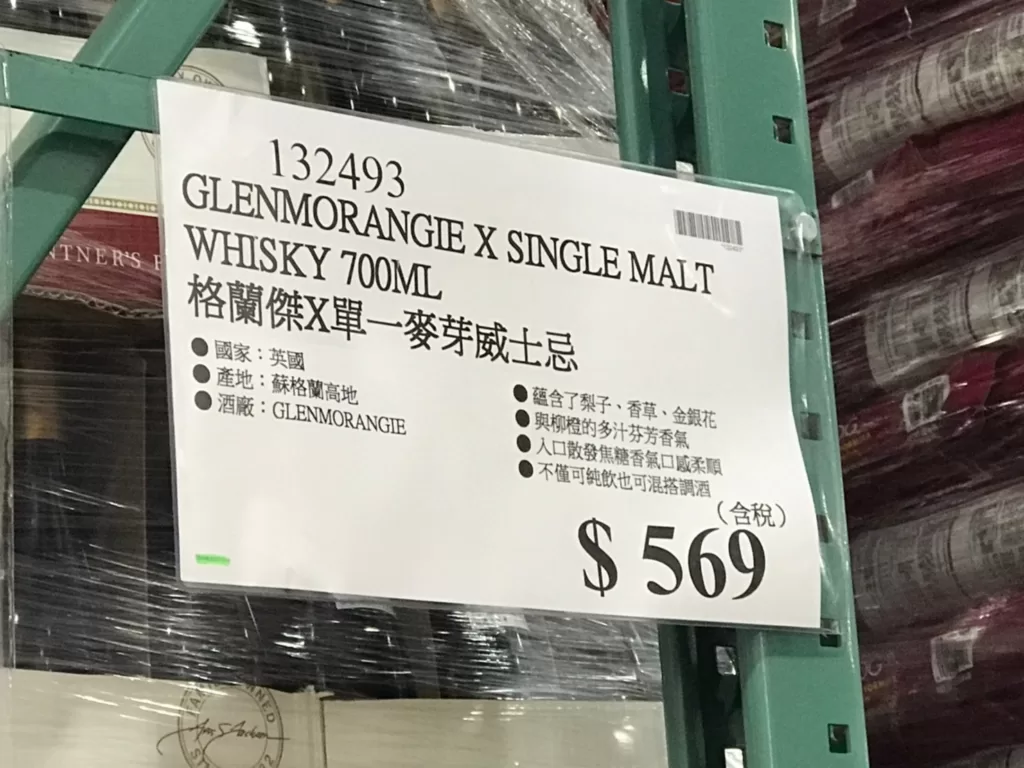 132493
GLENMORANGIE X SINGLE MALT
WHISKY 700ML
格蘭傑X單一麥芽威士忌
●國家：英國
●產地：蘇格蘭高地
●酒廠：GLENMORANGIE
●蘊含了梨子、香草、金銀花
●與柳橙的多汁芬芳香氣
●入口散發焦糖香氣口感柔順
●不僅可純飲也可混搭調酒
（含稅）
$ 569
NTNER'S